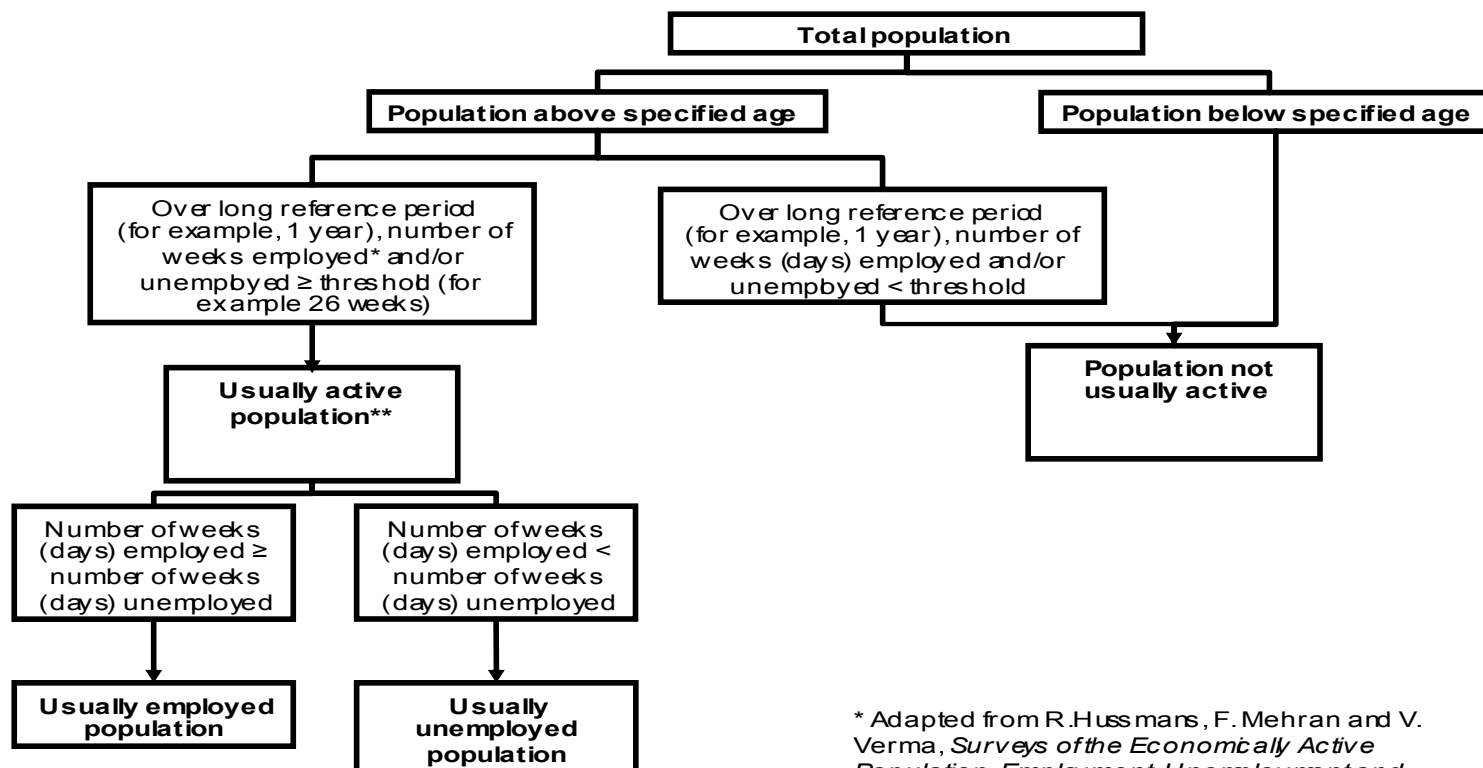 Total population
Population above specified age
Population below specified age
Over long reference period
(for example, 1 year), number of
weeks employed* and/or
unemployed ≥ threshold (for
example 26 weeks)
Over long reference period
(for example, 1 year), number of
weeks (days) employed and/or
unemployed < threshold
Usually active
population**
Population not
usually active
Number of weeks
(days) employed ≥
number of weeks
(days) unemployed
Number of weeks
(days) employed <
number of weeks
(days) unemployed
Usually employed
population
Usually
unemployed
population
* Adapted from R.Hussmans, F. Mehran and V.
Verma, Surveys of the Economically Active
Population, Employment, Unemployment and